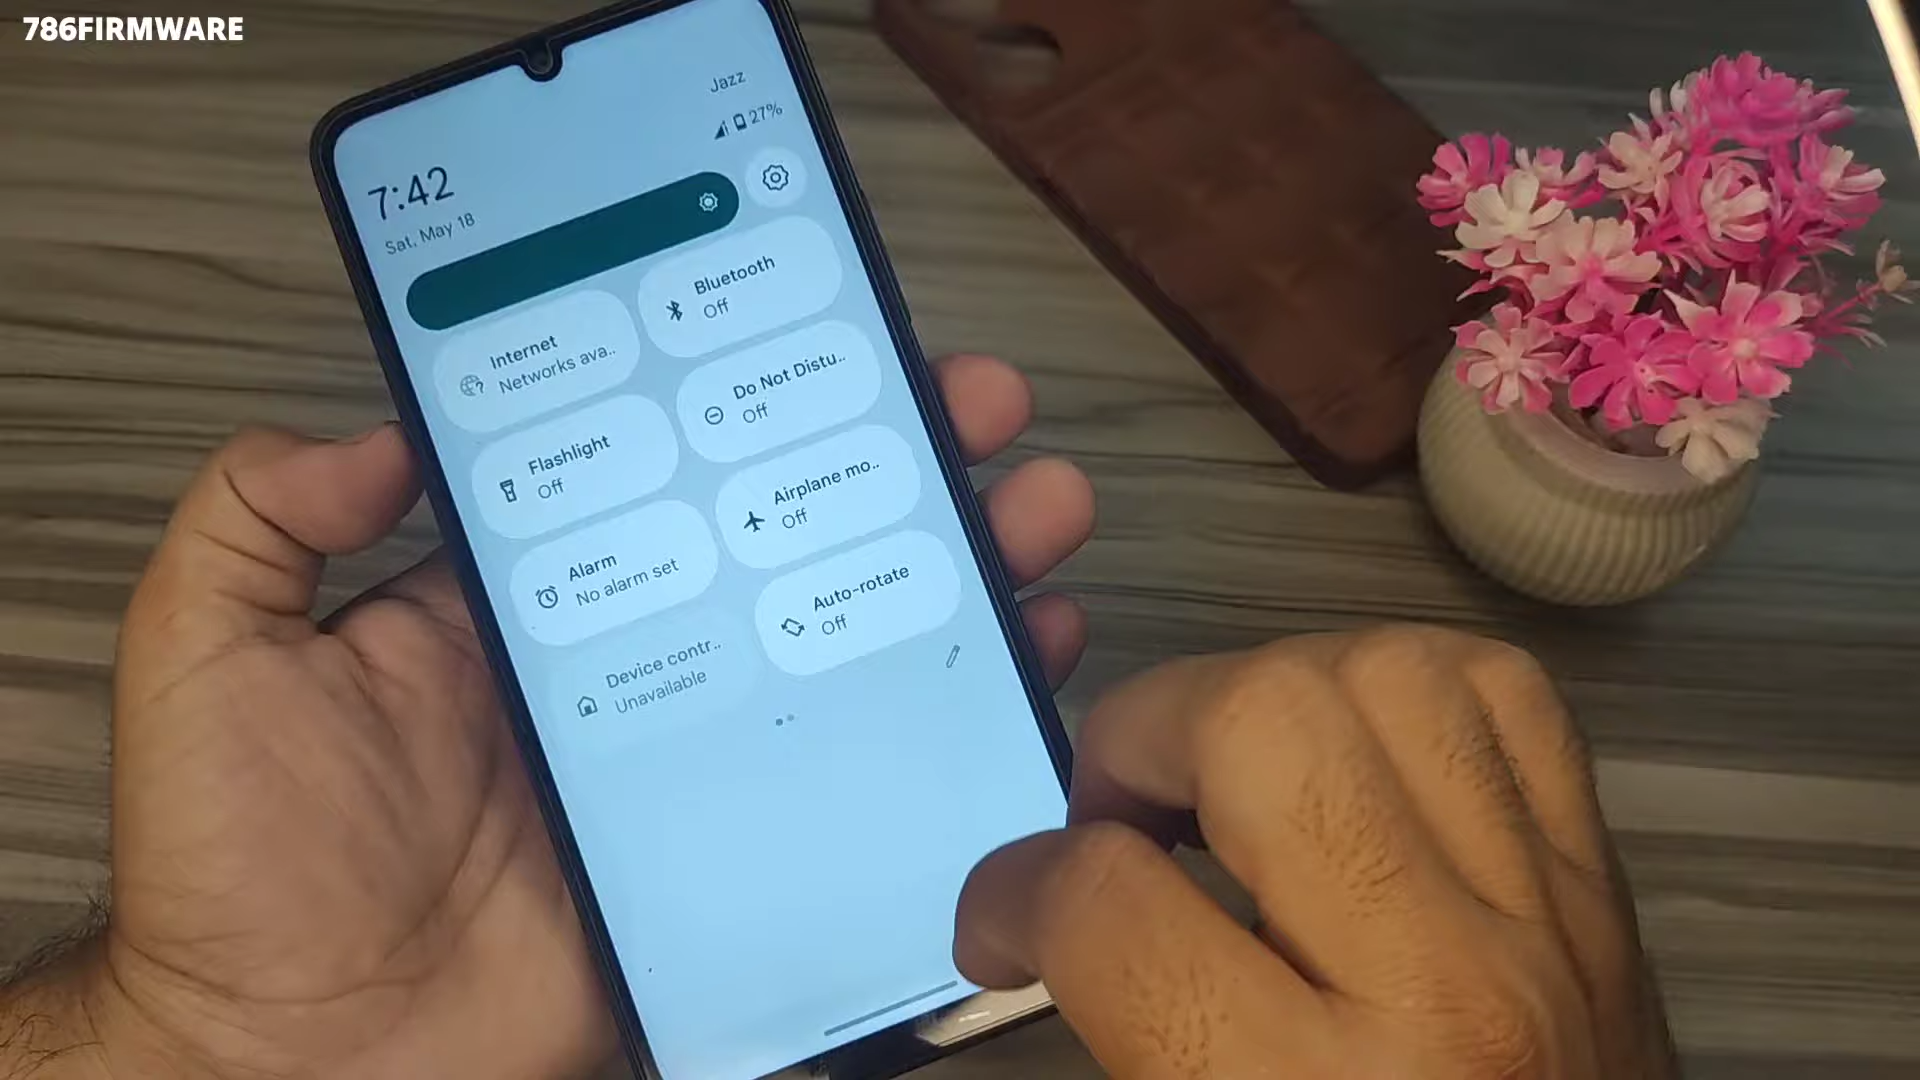 786FIRMWARE
Jazz
27%
7:42
Sat, May 18
Internet
Networks ava..
Bluetooth
Off
Flashlight
Off
Do Not Distu..
Off
Alarm
No alarm set
Airplane mo..
Off
Device contr..
Unavailable
Auto-rotate
Off